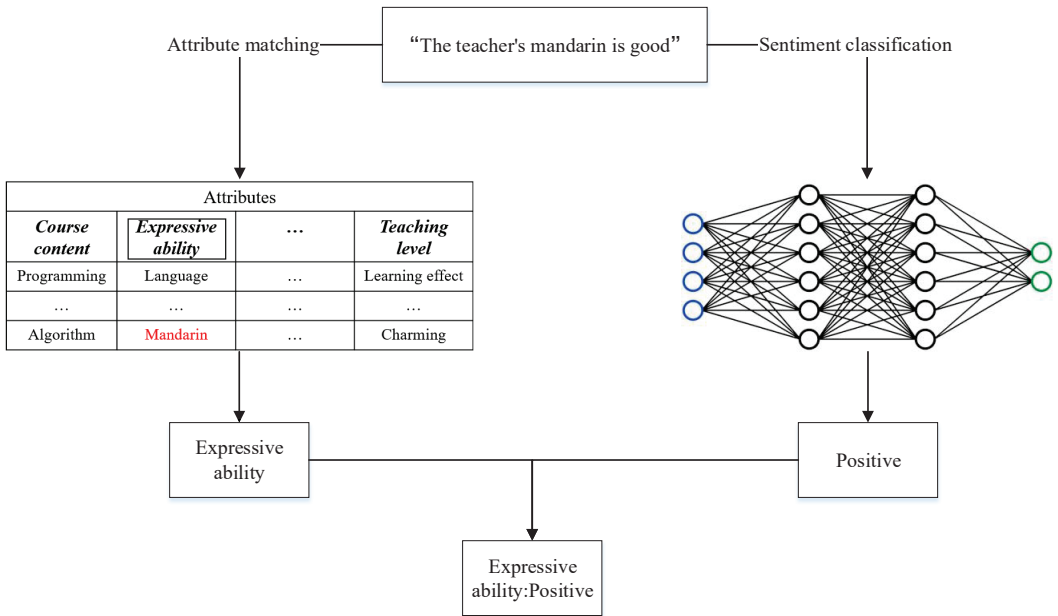 Attribute matching
“The teacher's mandarin is good”
Sentiment classification
Attributes
Course content
Expressive ability
…
Teaching level
Programming
Language
…
Learning effect
…
…
…
…
Algorithm
Mandarin
…
Charming
Expressive
ability
Positive
Expressive
ability:Positive